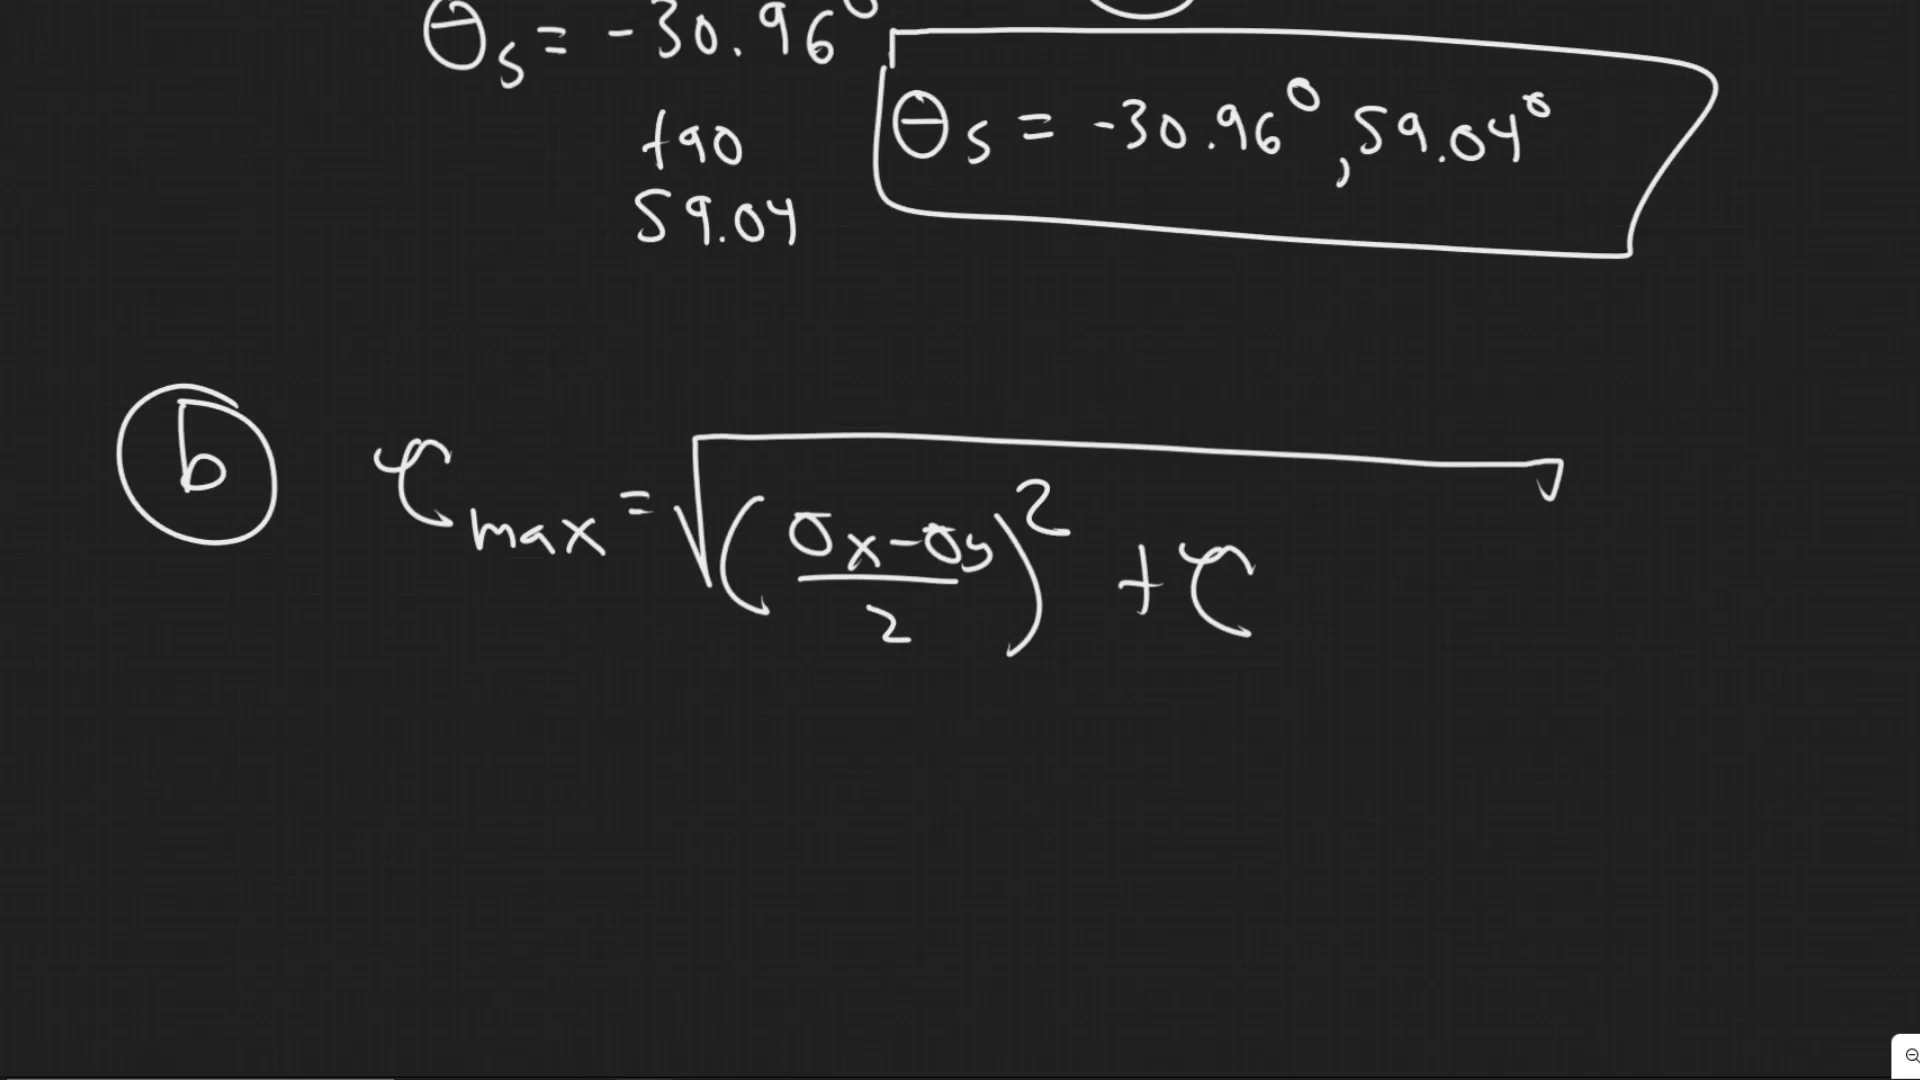 θs = -30.96°
+90
59.04
θs = -30.96°, 59.04°
b τmax = √((σx-σy)/2)² + τ